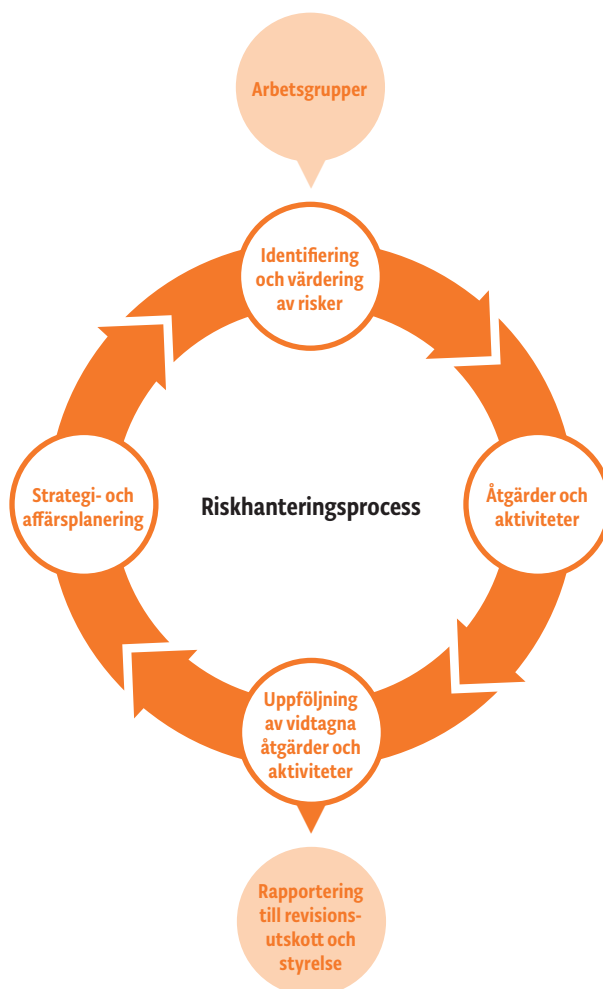 Arbetsgrupper
Identifiering
och värdering
av risker
Strategi- och
affärsplanering
Riskhanteringsprocess
Åtgärder och
aktiviteter
Uppföljning
av vidtagna
åtgärder och
aktiviteter
Rapportering
till revisions-
utskott och
styrelse